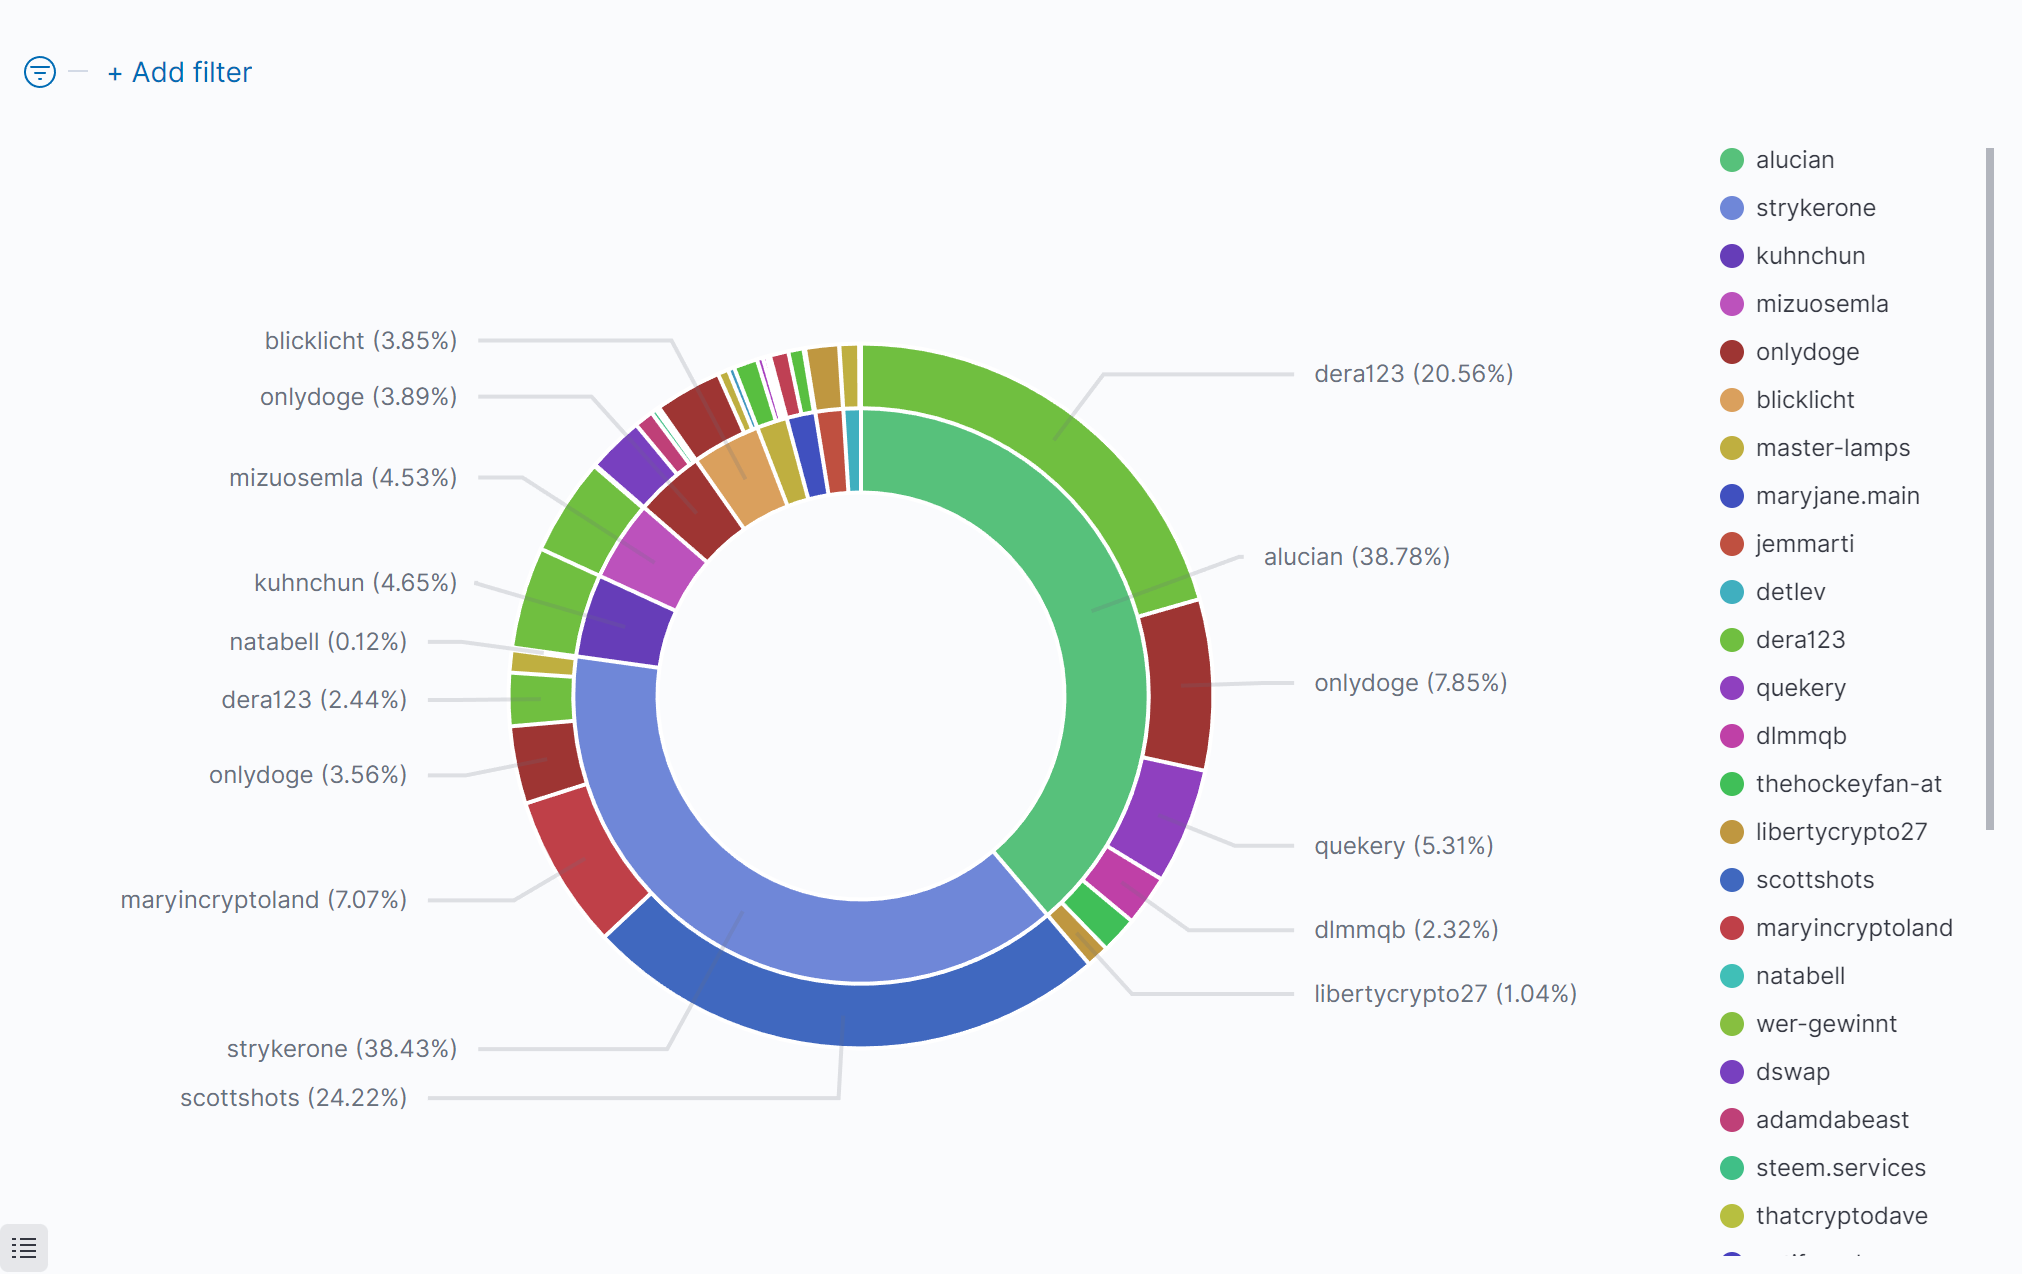 + Add filter
blicklicht (3.85%)
onlydoge (3.89%)
mizuosemla (4.53%)
kuhnchun (4.65%)
natabell (0.12%)
dera123 (2.44%)
onlydoge (3.56%)
maryincryptoland (7.07%)
strykerone (38.43%)
scottshots (24.22%)
dera123 (20.56%)
alucian (38.78%)
onlydoge (7.85%)
quekery (5.31%)
dlmmqb (2.32%)
libertycrypto27 (1.04%)
alucian
strykerone
kuhnchun
mizuosemla
onlydoge
blicklicht
master-lamps
maryjane.main
jemmarti
detlev
dera123
quekery
dlmmqb
thehockeyfan-at
libertycrypto27
scottshots
maryincryptoland
natabell
wer-gewinnt
dswap
adamdabeast
steem.services
thatcryptodave